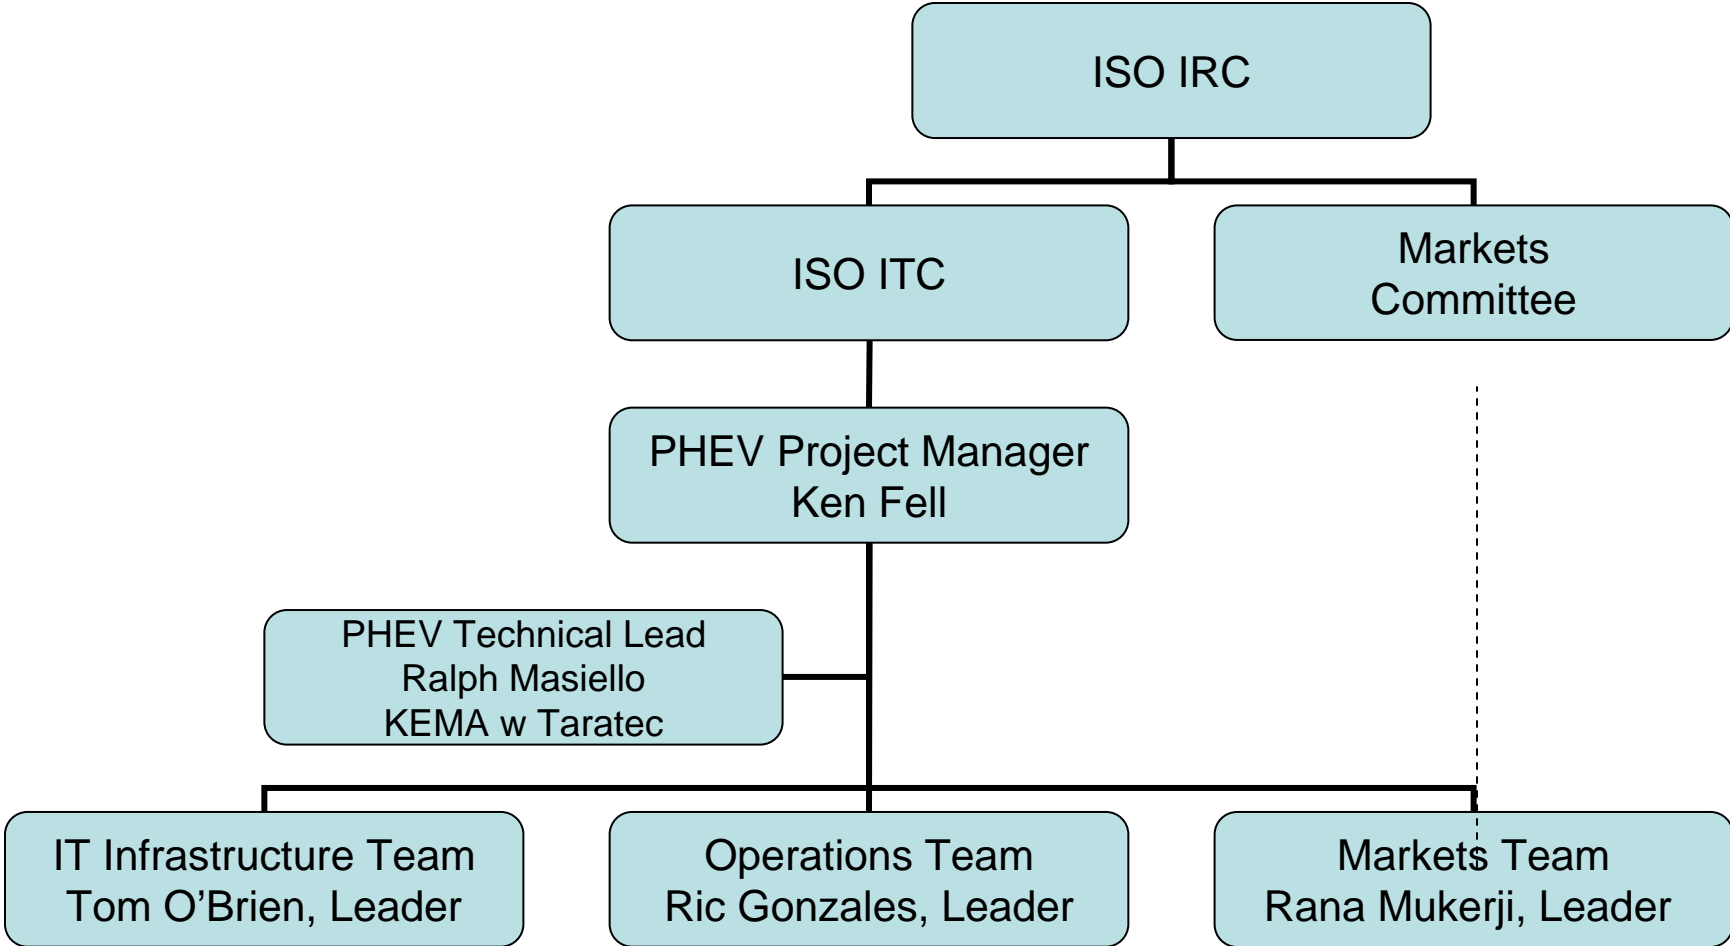 ISO IRC
ISO ITC
Markets
Committee
PHEV Project Manager
Ken Fell
PHEV Technical Lead
Ralph Masiello
KEMA w Taratec
IT Infrastructure Team
Tom O’Brien, Leader
Operations Team
Ric Gonzales, Leader
Markets Team
Rana Mukerji, Leader